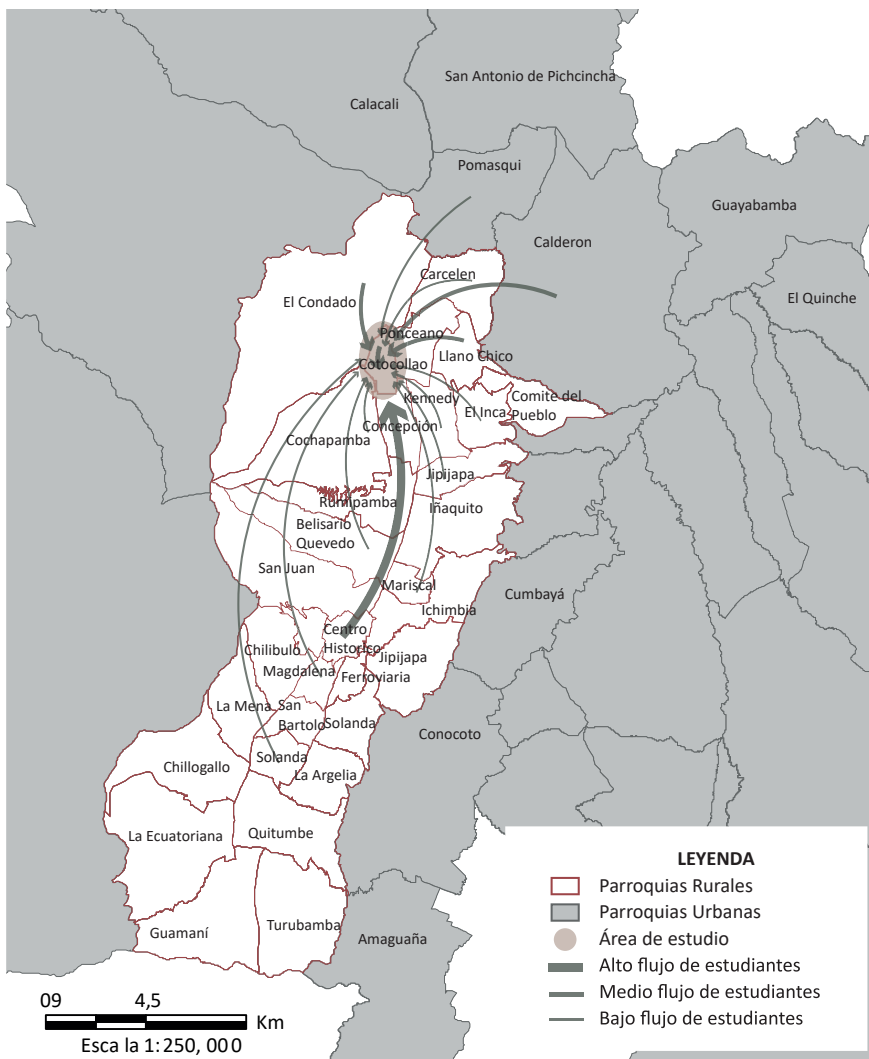 San Antonio de Pichcincha
Calacali
Pomasqui
Guayabamba
Calderon
Carcelen
El Quinche
El Condado
Ponceano
Llano Chico
Cotocollao
Kennedy
Comite del
Pueblo
El Inca
Concepción
Cochapamba
Jipijapa
Rumipamba
Iñaquito
Belisario
Quevedo
San Juan
Mariscal
Cumbayá
Ichimbia
Centro
Historico
Chilibulo
Jipijapa
Magdalena
Ferroviaria
La Mena
San
Bartolo
Solanda
Conocoto
Solanda
Chillogallo
La Argelia
La Ecuatoriana
Quitumbe
Guamaní
Turubamba
Amaguaña
LEYENDA
Parroquias Rurales
Parroquias Urbanas
Área de estudio
Alto flujo de estudiantes
Medio flujo de estudiantes
Bajo flujo de estudiantes
09 4,5
Km
Esca la 1:250, 000